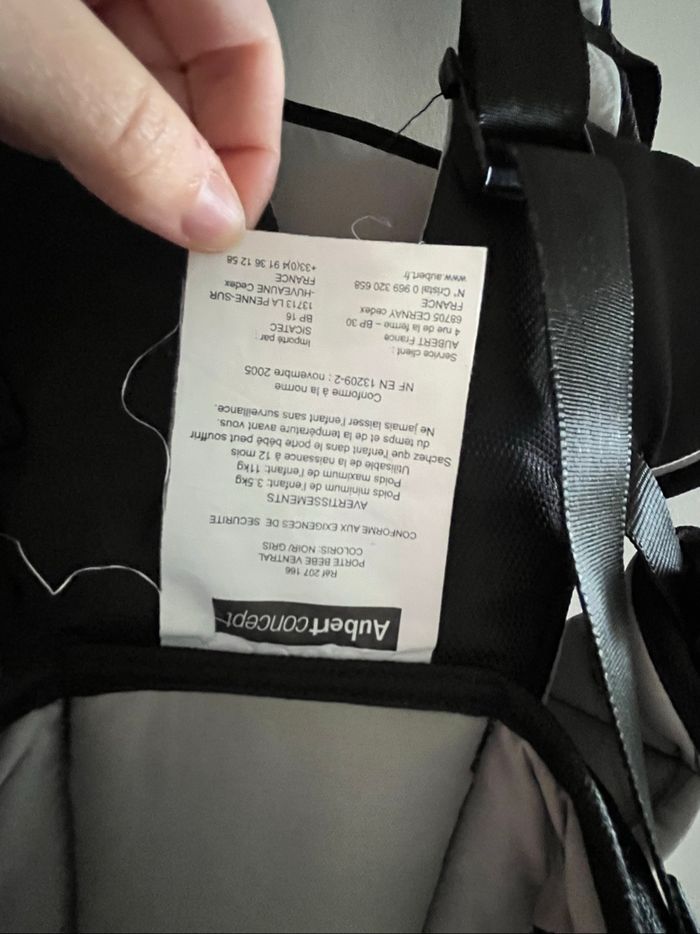 Aubert concept
Réf 207 166
PORTE BEBE VENTRAL
COLORIS: NOIR/ GRIS
CONFORME AUX EXIGENCES DE SECURITE
AVERTISSEMENTS
Poids minimum de l'enfant: 3.5kg
Poids maximum de l'enfant: 11kg
Utilisable de la naissance à 12 mois
Sachez que l'enfant dans le porte bébé peut souffrir
du temps et de la température avant vous.
Ne jamais laisser l'enfant sans surveillance.
Conforme à la norme
NF EN 13209-2 : novembre 2005
Service client :
AUBERT France
4 rue de la ferme – BP 30
68705 CERNAY cedex
FRANCE
N° Cristal 0 969 320 658
www.aubert.fr
Importé par :
SICATEC
BP 16
13713 LA PENNE-SUR
-HUVEAUNE Cedex
FRANCE
+33(0)4 91 36 12 58